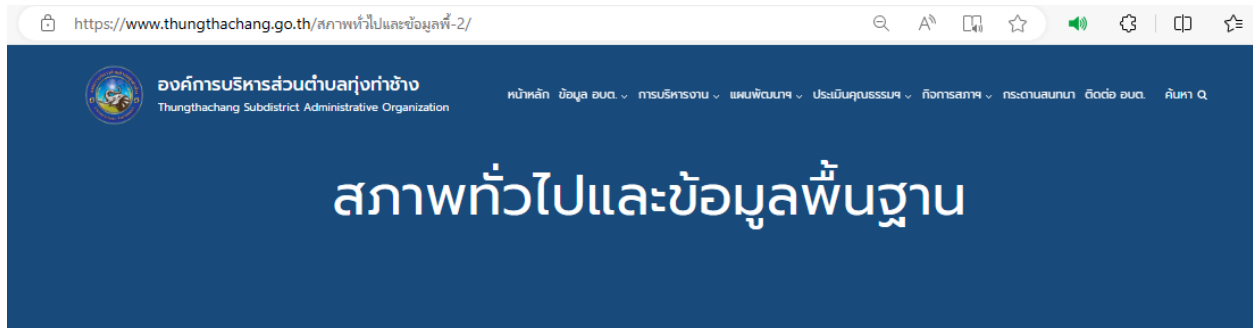 https://www.thungthachang.go.th/สภาพทั่วไปและข้อมูลพื้-2/
องค์การบริหารส่วนตำบลทุ่งท่าช้าง
Thungthachang Subdistrict Administrative Organization
หน้าหลัก ข้อมูล อบต. การบริหารงาน แผนพัฒนาฯ ประเมินคุณธรรมฯ กิจการสภาฯ กระดานสนทนา ติดต่อ อบต. ค้นหา
สภาพทั่วไปและข้อมูลพื้นฐาน